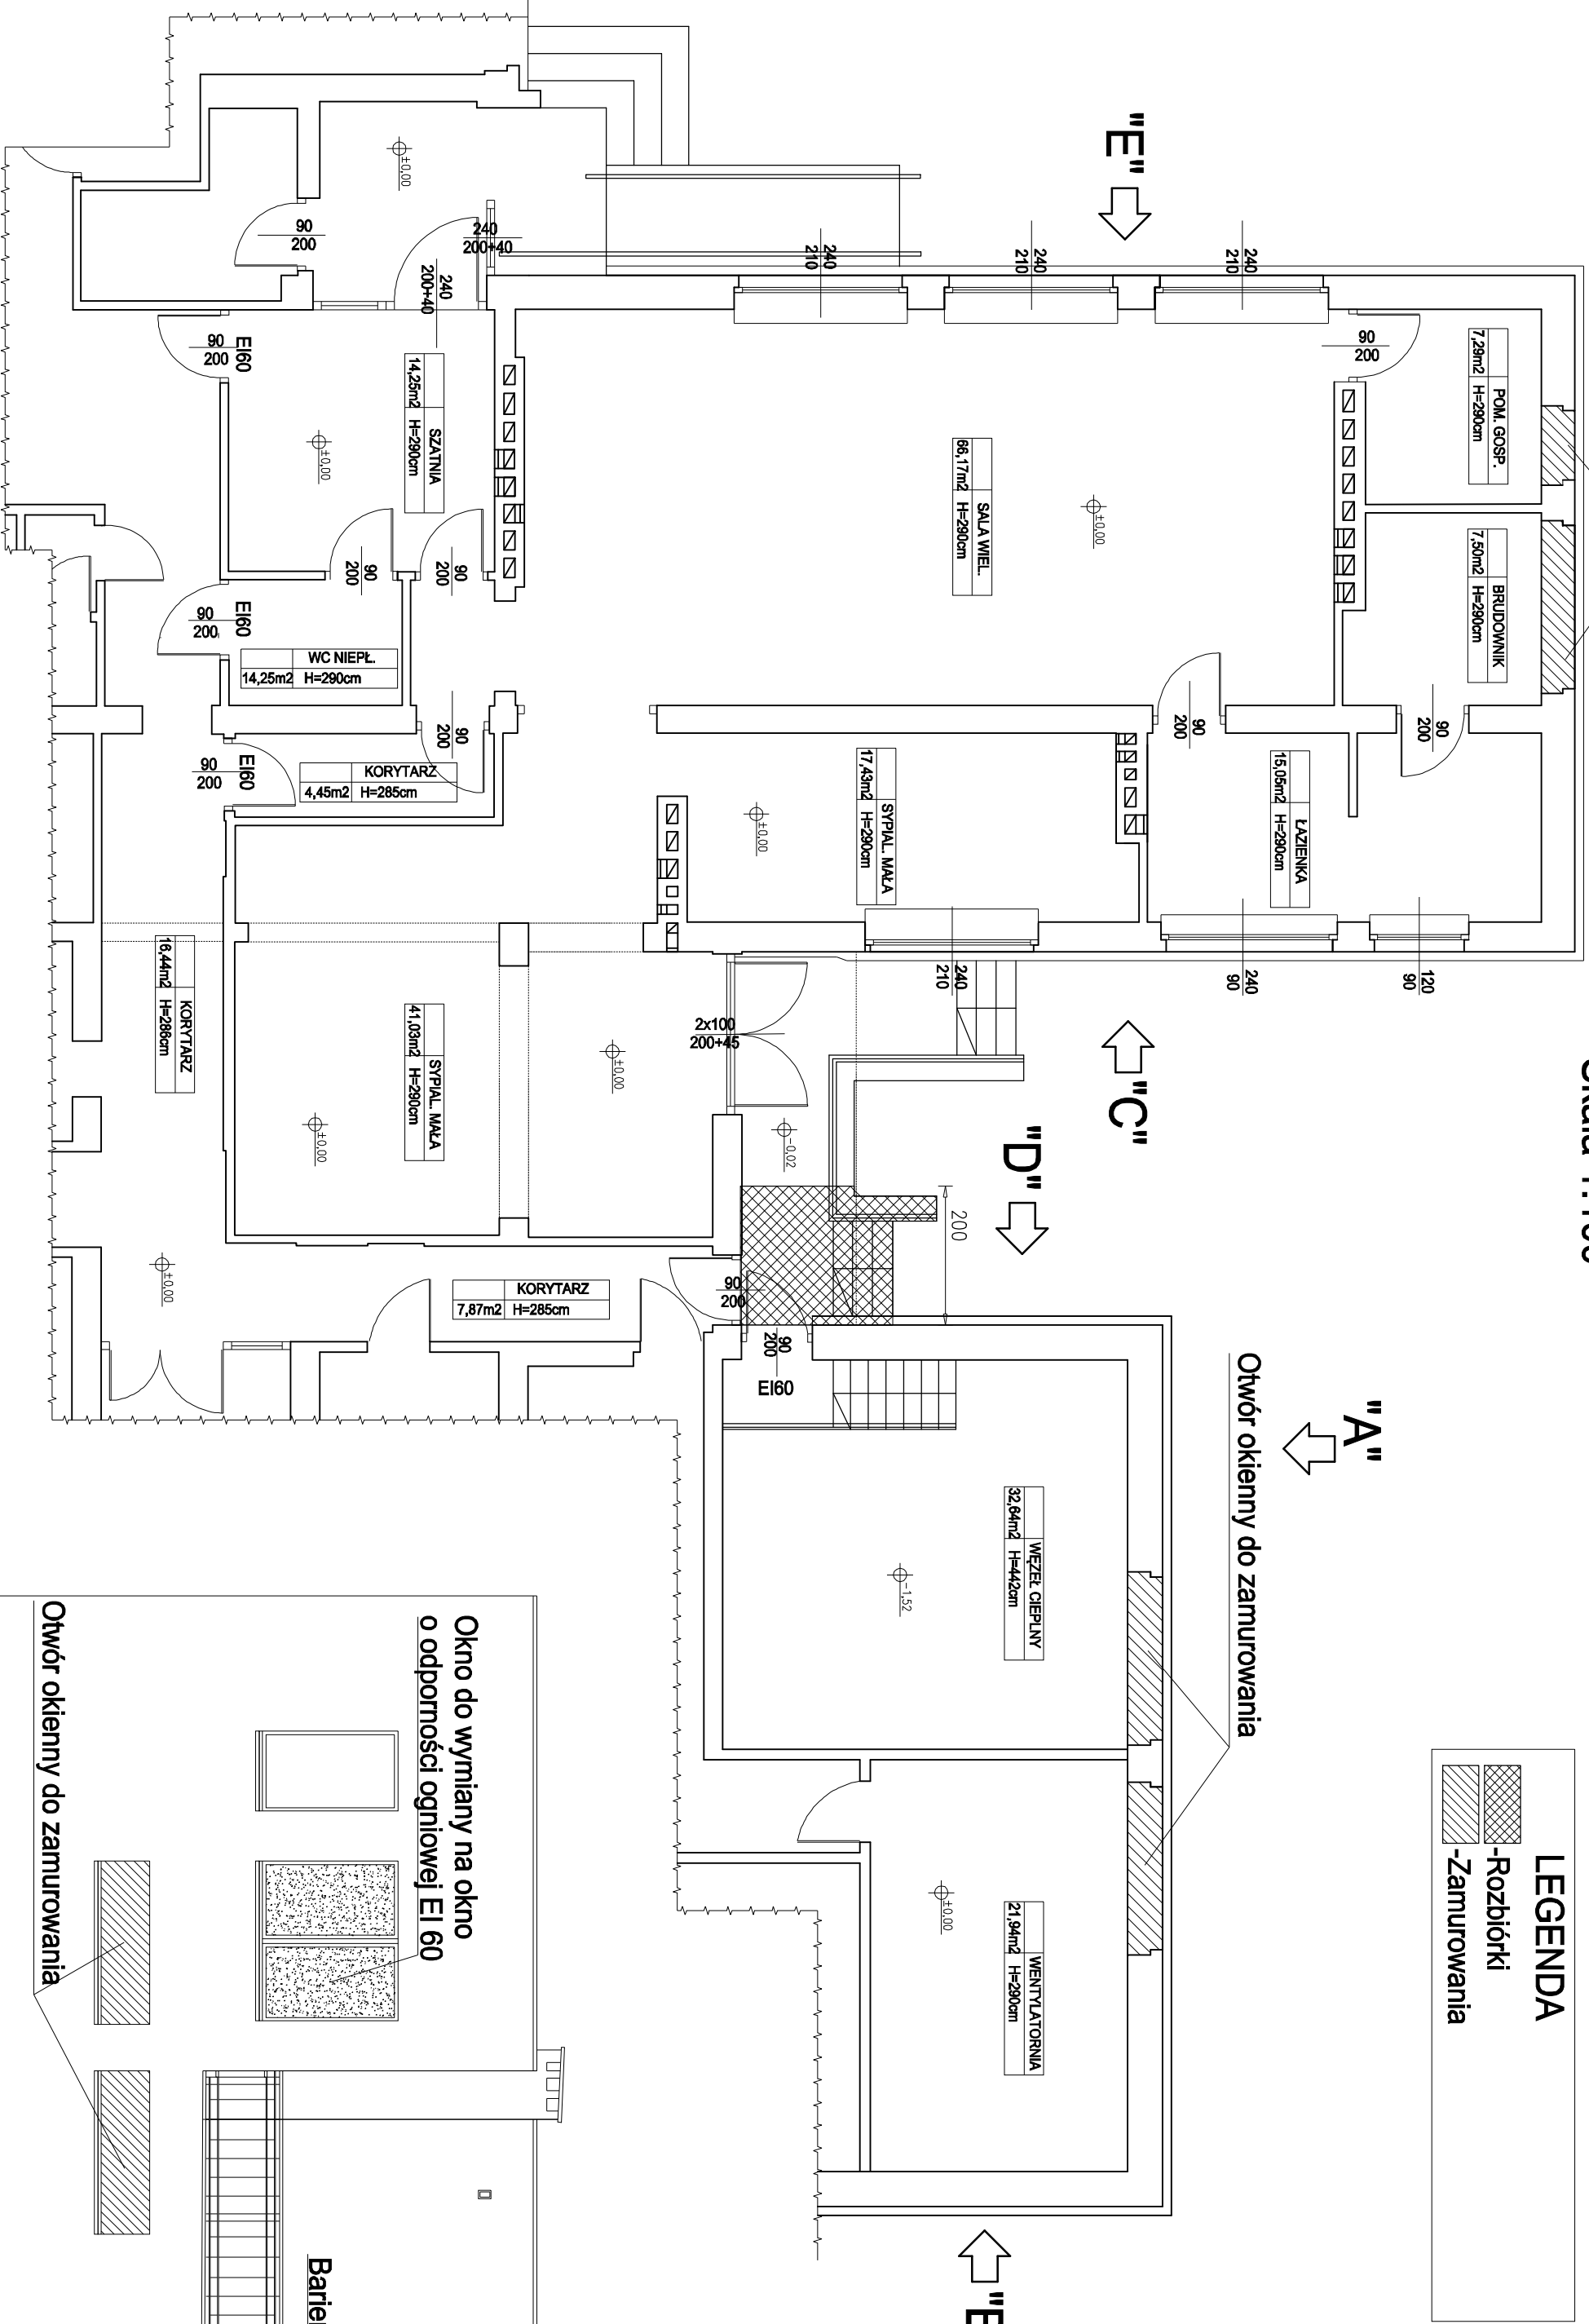 Skala 1:100
LEGENDA
-Rozbiórki
-Zamurowania
"A"
Otwór okienny do zamurowania
"E"
"C"
"D"
200
POM. GOSP.
7,29m2 H=290cm
BRUDOWNIK
7,50m2 H=290cm
90
200
90
200
ŁAZIENKA
15,05m2 H=290cm
90
200
120
90
240
90
240
210
240
210
240
210
240
210
SALA WIEL.
66,17m2 H=290cm
±0,00
SYPIAL. MAŁA
17,43m2 H=290cm
±0,00
WĘZEŁ CIEPLNY
32,64m2 H=442cm
-1,52
WENTYLATORNIA
21,94m2 H=290cm
±0,00
2x100
200+45
-0,02
90
200
90
200
EI60
±0,00
SYPIAL. MAŁA
41,03m2 H=290cm
±0,00
KORYTARZ
7,87m2 H=285cm
240
200+40
240
200+40
±0,00
90
200
SZATNIA
14,25m2 H=290cm
±0,00
90
200
90
200
90
200
EI60
90
200
EI60
90
200
EI60
90
200
WC NIEPŁ.
14,25m2 H=290cm
KORYTARZ
4,45m2 H=285cm
KORYTARZ
16,44m2 H=286cm
±0,00
Okno do wymiany na okno
o odporności ogniowej EI 60
Otwór okienny do zamurowania